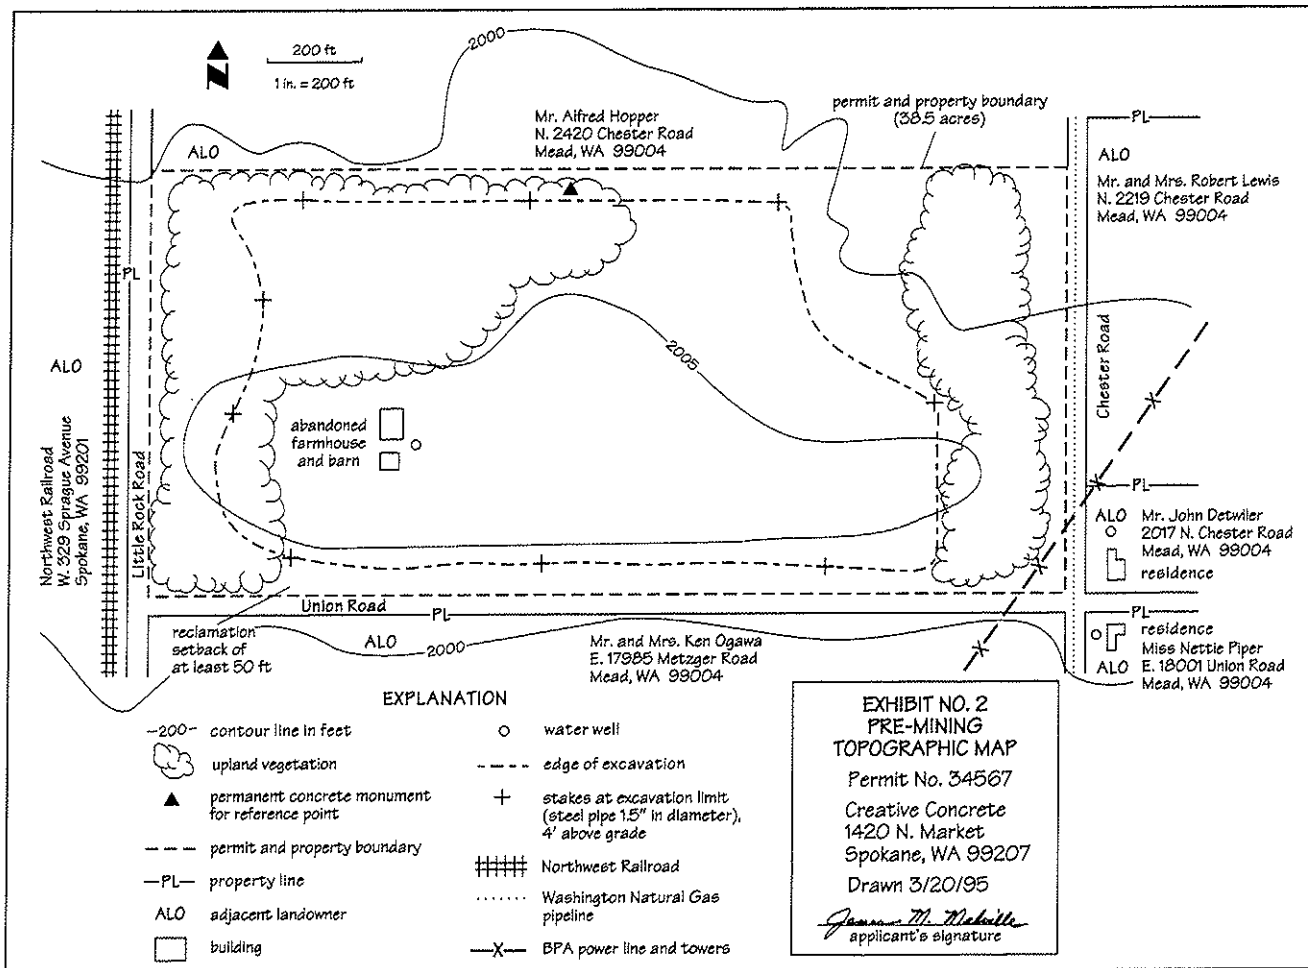 N
200 ft
1 in. = 200 ft
2000
Mr. Alfred Hopper
N. 2420 Chester Road
Mead, WA 99004
permit and property boundary
(38.5 acres)
PL
ALO
ALO
Mr. and Mrs. Robert Lewis
N. 2219 Chester Road
Mead, WA 99004
PL
ALO
2005
Chester Road
Northwest Railroad
W. 329 Sprague Avenue
Spokane, WA 99201
Little Rock Road
abandoned
farmhouse
and barn
PL
ALO
Mr. John Detwiler
2017 N. Chester Road
Mead, WA 99004
residence
Union Road
PL
PL
reclamation
setback of
at least 50 ft
ALO
2000
Mr. and Mrs. Ken Ogawa
E. 17985 Metzger Road
Mead, WA 99004
residence
Miss Nettie Piper
ALO
E. 18001 Union Road
Mead, WA 99004
EXPLANATION
200
contour line in feet
upland vegetation
permanent concrete monument
for reference point
permit and property boundary
PL
property line
ALO
adjacent landowner
building
water well
edge of excavation
stakes at excavation limit
(steel pipe 1.5" in diameter),
4' above grade
Northwest Railroad
Washington Natural Gas
pipeline
X
BPA power line and towers
EXHIBIT NO. 2
PRE-MINING
TOPOGRAPHIC MAP
Permit No. 34567
Creative Concrete
1420 N. Market
Spokane, WA 99207
Drawn 3/20/95
James M. Melville
applicant's signature